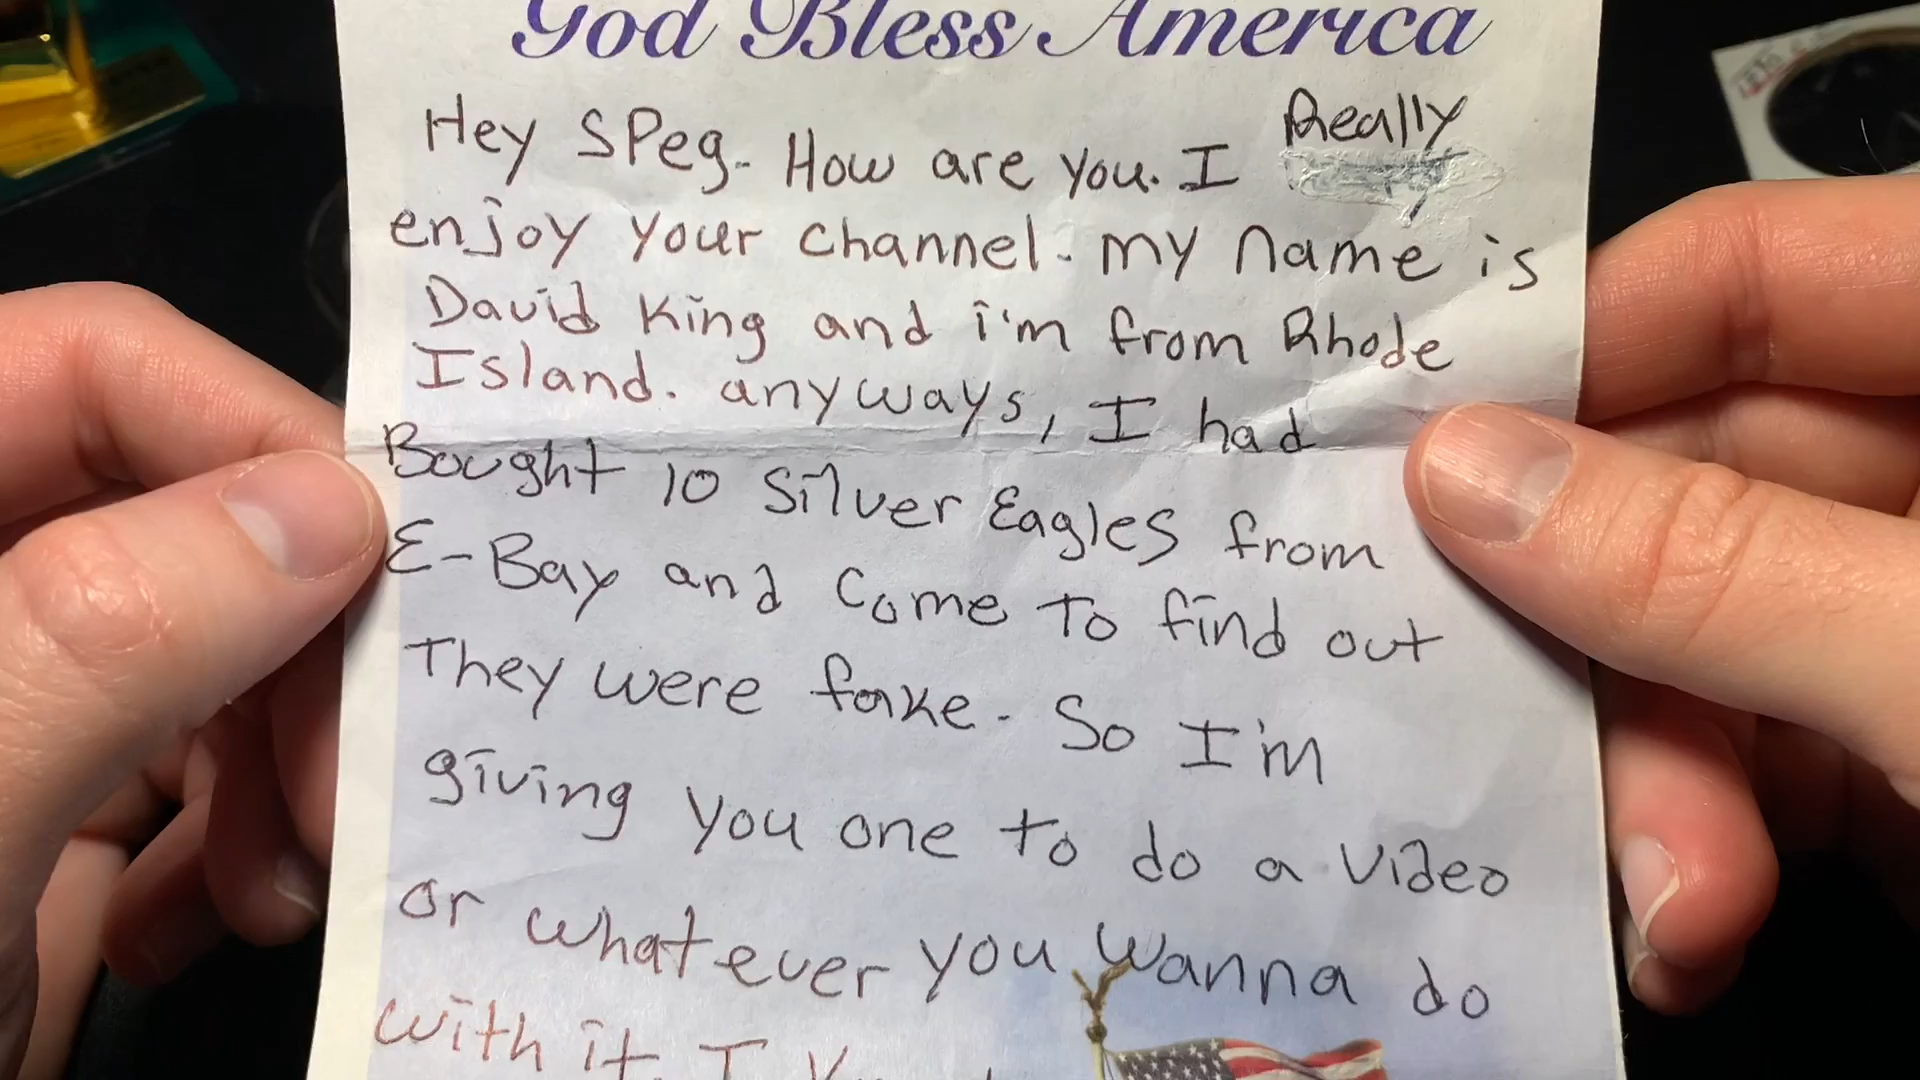 God Bless America
Hey SPeg. How are you. I Really
enjoy your channel. my name is
David King and i'm from Rhode
Island. anyways, I had
Bought 10 Silver Eagles from
E-Bay and Come To find out
They were fake. So I'm
giving you one to do a video
or whatever you wanna do
with it. I